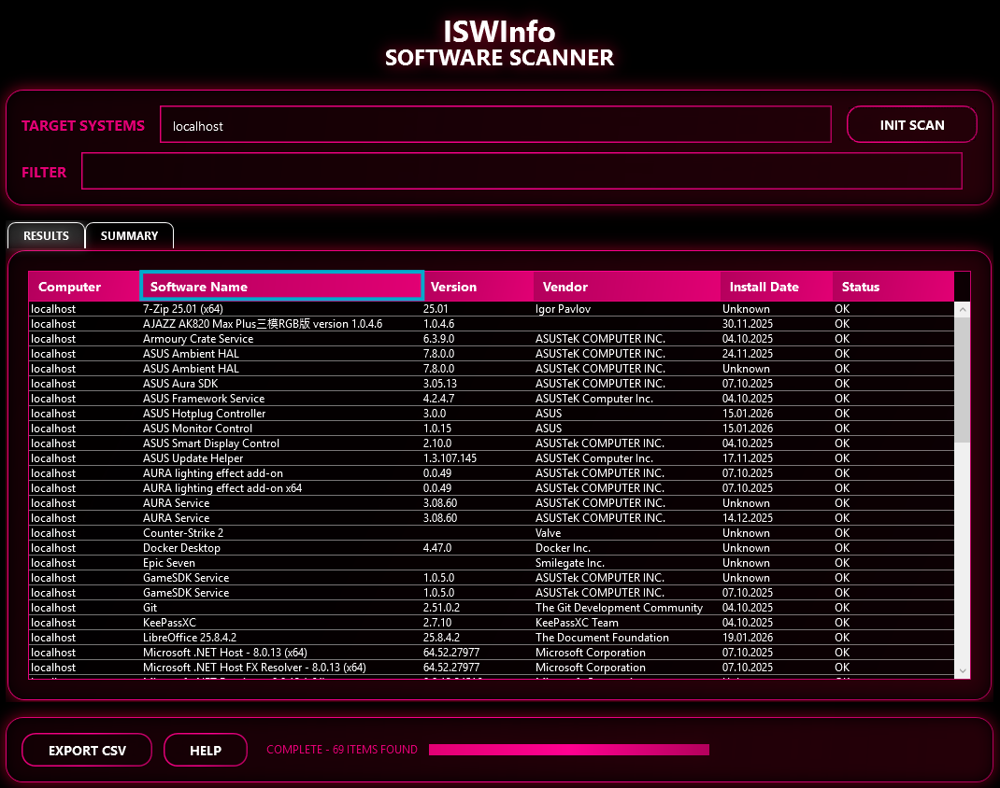 ISWInfo
SOFTWARE SCANNER
TARGET SYSTEMS localhost INIT SCAN
FILTER
RESULTS SUMMARY
Computer Software Name Version Vendor Install Date Status
localhost 7-Zip 25.01 (x64) 25.01 Igor Pavlov Unknown OK
localhost AJAZZ AK820 Max Plus三模RGB版 version 1.0.4.6 1.0.4.6 30.11.2025 OK
localhost Armoury Crate Service 6.3.9.0 ASUSTeK COMPUTER INC. 04.10.2025 OK
localhost ASUS Ambient HAL 7.8.0.0 ASUSTeK COMPUTER INC. 24.11.2025 OK
localhost ASUS Ambient HAL 7.8.0.0 ASUSTeK COMPUTER INC. Unknown OK
localhost ASUS Aura SDK 3.05.13 ASUSTeK COMPUTER INC. 07.10.2025 OK
localhost ASUS Framework Service 4.2.4.7 ASUSTeK Computer Inc. 04.10.2025 OK
localhost ASUS Hotplug Controller 3.0.0 ASUS 15.01.2026 OK
localhost ASUS Monitor Control 1.0.15 ASUS 15.01.2026 OK
localhost ASUS Smart Display Control 2.10.0 ASUSTek COMPUTER INC. 04.10.2025 OK
localhost ASUS Update Helper 1.3.107.145 ASUSTeK Computer Inc. 17.11.2025 OK
localhost AURA lighting effect add-on 0.0.49 ASUSTek COMPUTER INC. 07.10.2025 OK
localhost AURA lighting effect add-on x64 0.0.49 ASUSTek COMPUTER INC. 07.10.2025 OK
localhost AURA Service 3.08.60 ASUSTeK COMPUTER INC. Unknown OK
localhost AURA Service 3.08.60 ASUSTeK COMPUTER INC. 14.12.2025 OK
localhost Counter-Strike 2 Valve Unknown OK
localhost Docker Desktop 4.47.0 Docker Inc. Unknown OK
localhost Epic Seven Smilegate Inc. Unknown OK
localhost GameSDK Service 1.0.5.0 ASUSTek COMPUTER INC. Unknown OK
localhost GameSDK Service 1.0.5.0 ASUSTek COMPUTER INC. 07.10.2025 OK
localhost Git 2.51.0.2 The Git Development Community 04.10.2025 OK
localhost KeePassXC 2.7.10 KeePassXC Team 04.10.2025 OK
localhost LibreOffice 25.8.4.2 25.8.4.2 The Document Foundation 19.01.2026 OK
localhost Microsoft .NET Host - 8.0.13 (x64) 64.52.27977 Microsoft Corporation 07.10.2025 OK
localhost Microsoft .NET Host FX Resolver - 8.0.13 (x64) 64.52.27977 Microsoft Corporation 07.10.2025 OK
EXPORT CSV HELP COMPLETE - 69 ITEMS FOUND